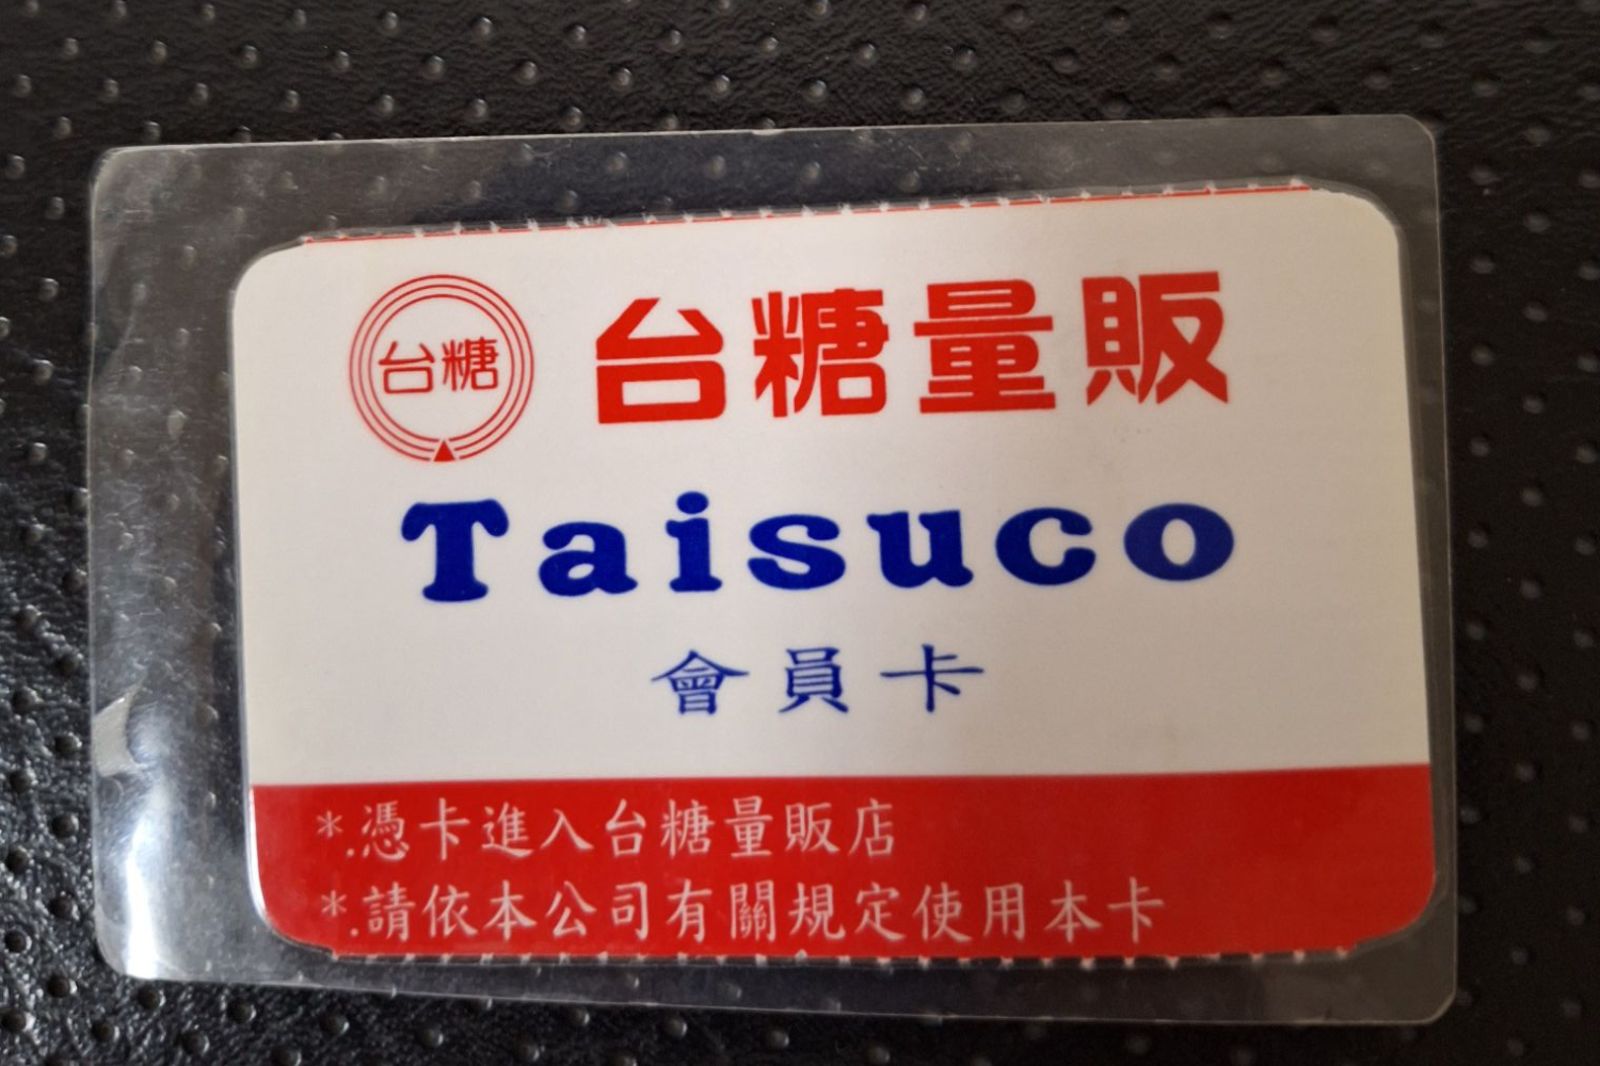 台糖 台糖量販
Taisuco
會員卡
*.憑卡進入台糖量販店
*.請依本公司有關規定使用本卡